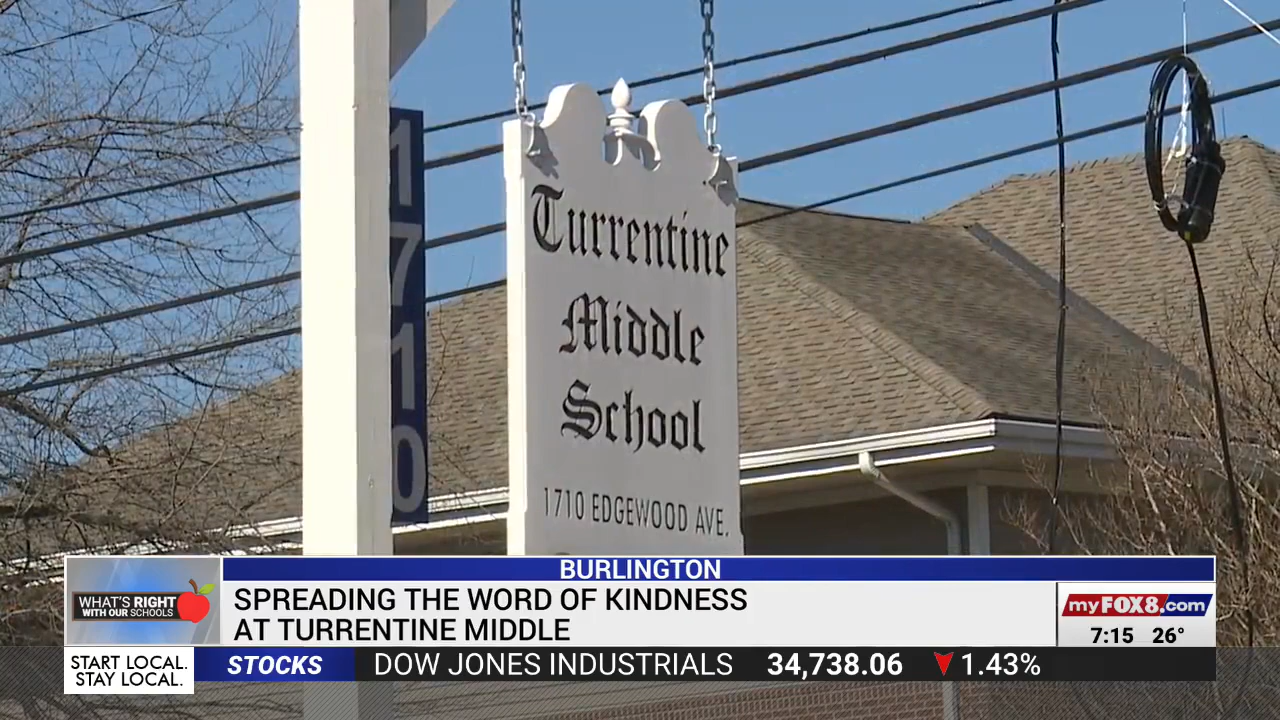 1710
Turrentine
Middle
School
1710 EDGEWOOD AVE.
BURLINGTON
WHAT'S RIGHT
WITH OUR SCHOOLS
SPREADING THE WORD OF KINDNESS
AT TURRENTINE MIDDLE
myFOX8.com
7:15 26°
START LOCAL.
STAY LOCAL.
STOCKS DOW JONES INDUSTRIALS 34,738.06 ▼ 1.43%